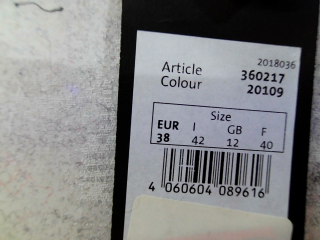 2018036
Article 360217
Colour 20109
Size
EUR I GB F
38 42 12 40
4 060604 089616